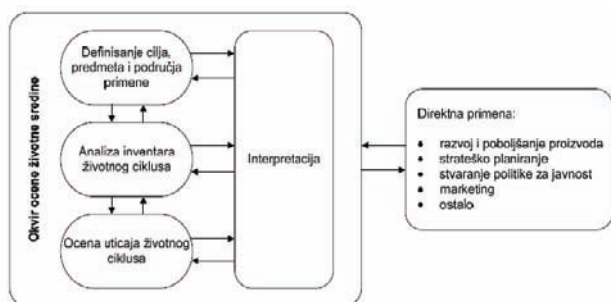 Okvir ocene životne sredine
Definisanje cilja,
predmeta i područja
primene
Analiza inventara
životnog ciklusa
Ocena uticaja životnog
ciklusa
Interpretacija
Direktna primena:
razvoj i poboljšanje proizvoda
strateško planiranje
stvaranje politike za javnost
marketing
ostalo